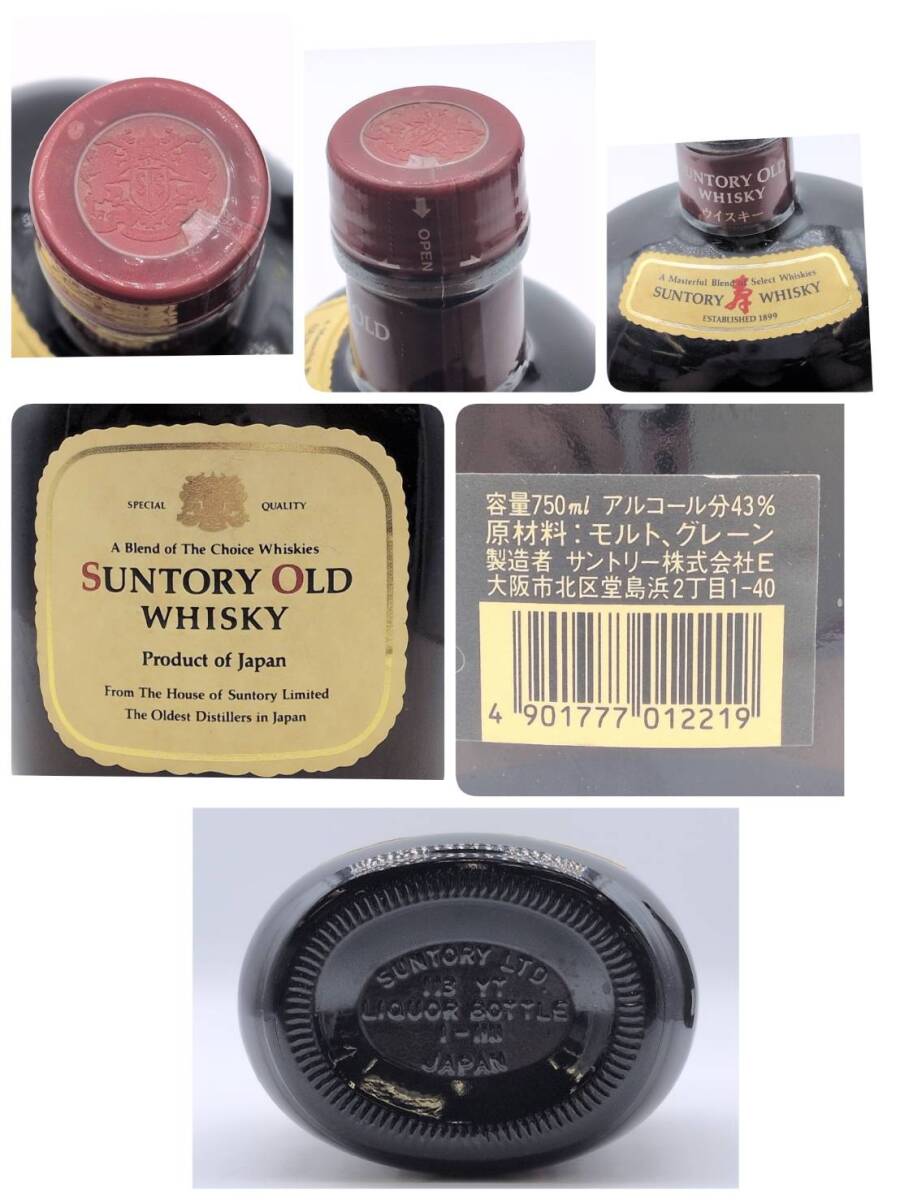 OPEN
OLD
SUNTORY OLD
WHISKY
ウイスキー
A Masterful Blend of Select Whiskies
SUNTORY 寿 WHISKY
ESTABLISHED 1899
SPECIAL QUALITY
A Blend of The Choice Whiskies
SUNTORY OLD
WHISKY
Product of Japan
From The House of Suntory Limited
The Oldest Distillers in Japan
容量750ml アルコール分43%
原材料:モルト、グレーン
製造者 サントリー株式会社E
大阪市北区堂島浜2丁目1-40
4 901777 012219
SUNTORY LTD.
113 YT
LIQUOR BOTTLE
JAPAN